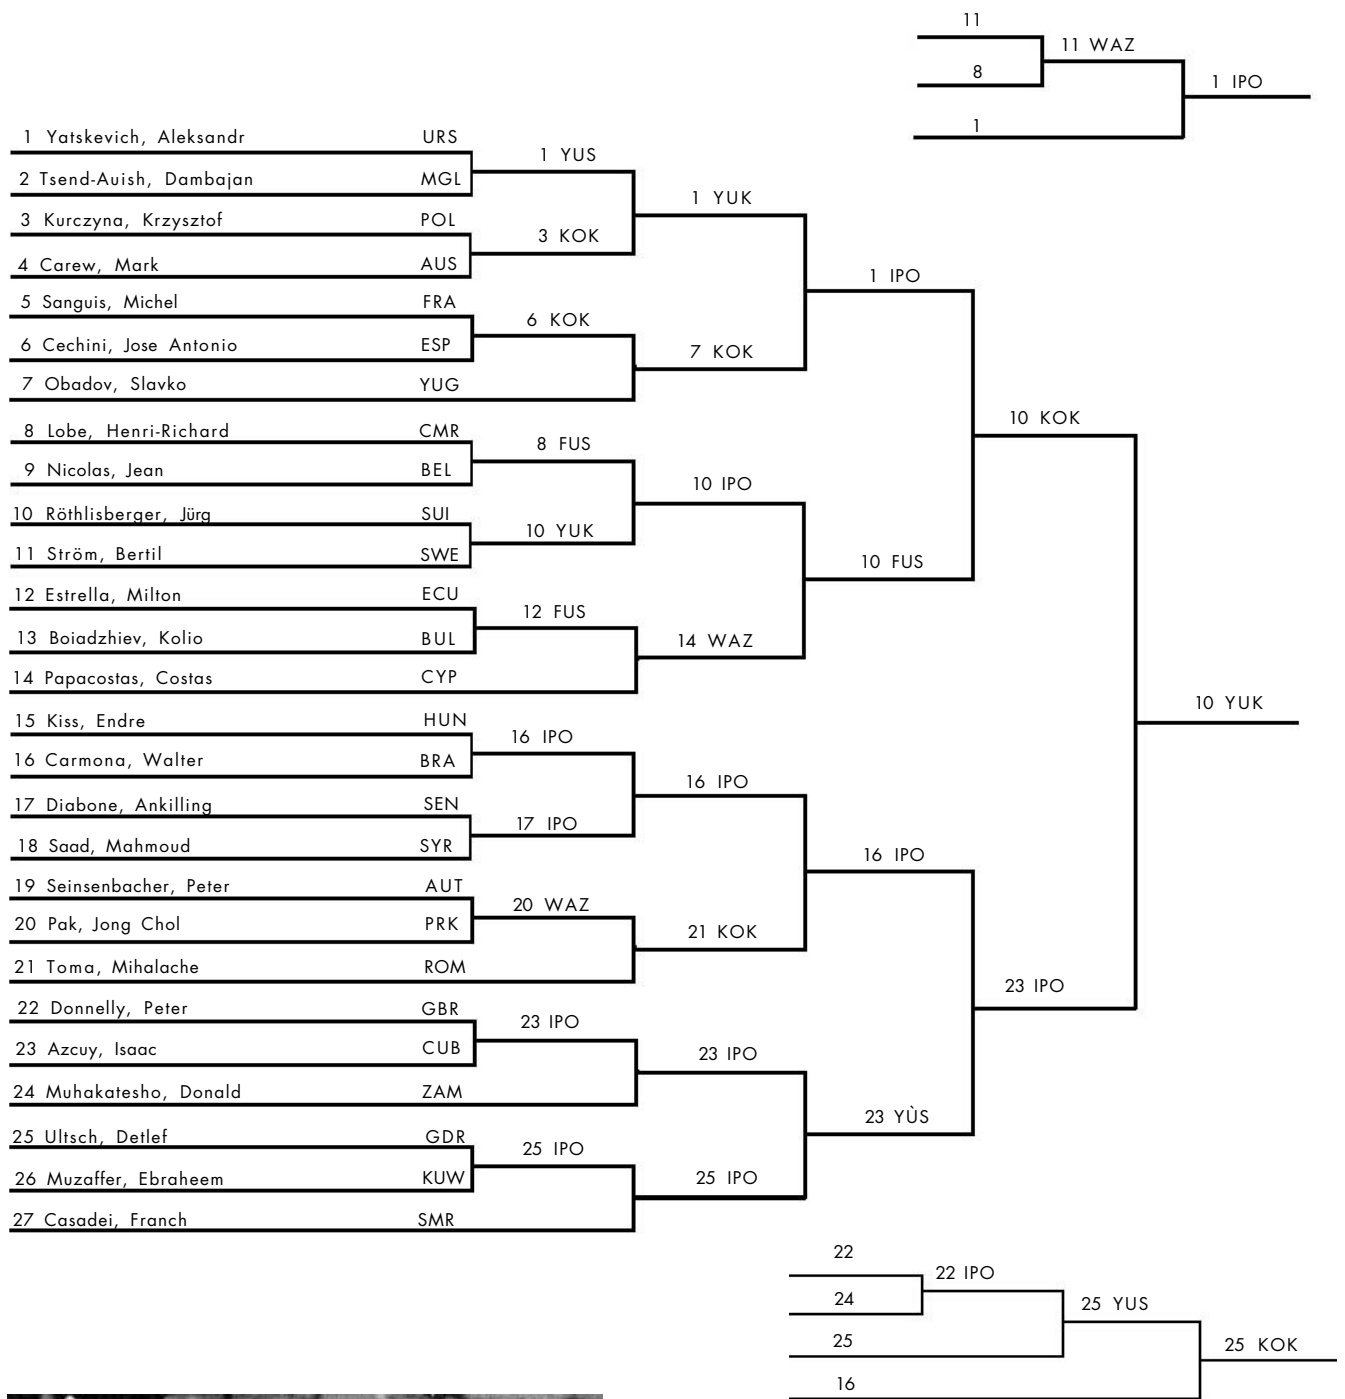 11
11 WAZ
8
1 IPO
1
1 Yatskevich, Aleksandr URS
2 Tsend-Auish, Dambajan MGL
3 Kurczyna, Krzysztof POL
4 Carew, Mark AUS
5 Sanguis, Michel FRA
6 Cechini, Jose Antonio ESP
7 Obadov, Slavko YUG
8 Lobe, Henri-Richard CMR
9 Nicolas, Jean BEL
10 Röthlisberger, Jürg SUI
11 Ström, Bertil SWE
12 Estrella, Milton ECU
13 Boiadzhiev, Kolio BUL
14 Papacostas, Costas CYP
15 Kiss, Endre HUN
16 Carmona, Walter BRA
17 Diabone, Ankilling SEN
18 Saad, Mahmoud SYR
19 Seinsenbacher, Peter AUT
20 Pak, Jong Chol PRK
21 Toma, Mihalache ROM
22 Donnelly, Peter GBR
23 Azcuy, Isaac CUB
24 Muhakatesho, Donald ZAM
25 Ultsch, Detlef GDR
26 Muzaffer, Ebraheem KUW
27 Casadei, Franch SMR
1 YUS
3 KOK
6 KOK
8 FUS
10 YUK
12 FUS
16 IPO
17 IPO
20 WAZ
23 IPO
25 IPO
1 YUK
7 KOK
10 IPO
14 WAZ
16 IPO
21 KOK
23 IPO
25 IPO
1 IPO
10 FUS
16 IPO
23 YÙS
10 KOK
23 IPO
10 YUK
22
22 IPO
24
25 YUS
25
25 KOK
16